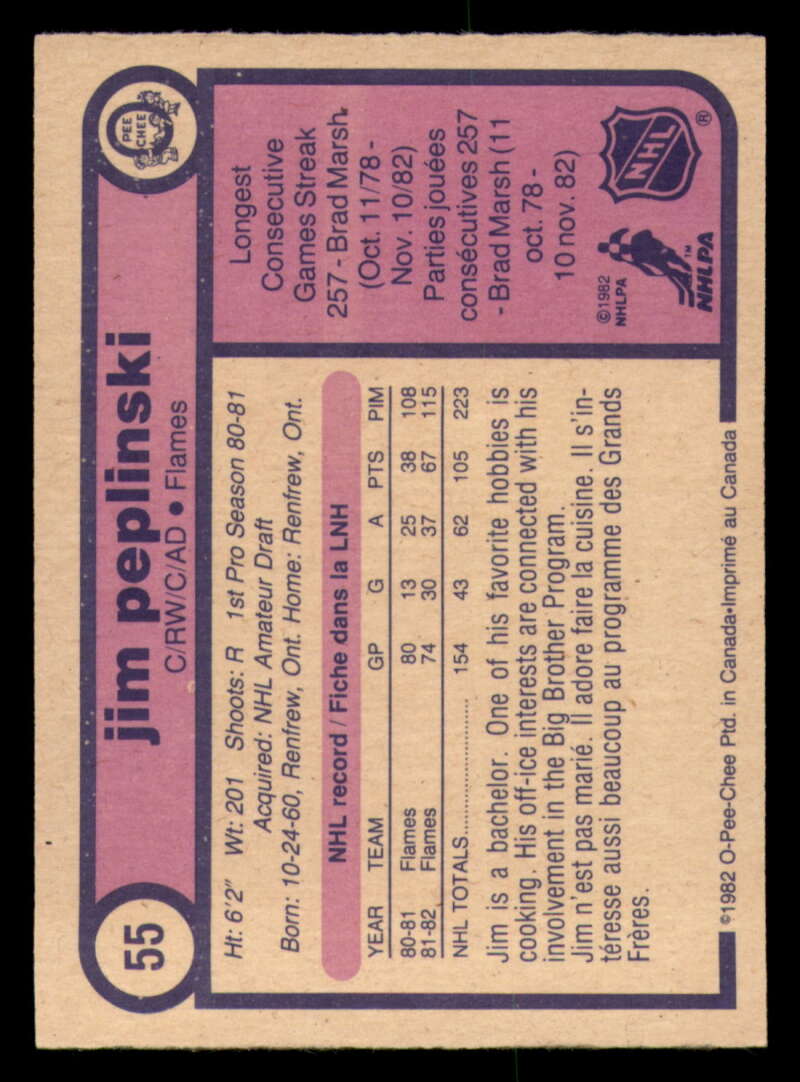 55
jim peplinski
C/RW/C/AD • Flames
O
PEE
CHEE
Ht: 6'2" Wt: 201 Shoots: R 1st Pro Season 80-81
Acquired: NHL Amateur Draft
Born: 10-24-60, Renfrew, Ont. Home: Renfrew, Ont.
NHL record / Fiche dans la LNH
YEAR TEAM GP G A PTS PIM
80-81 Flames 80 13 25 38 108
81-82 Flames 74 30 37 67 115
NHL TOTALS.................... 154 43 62 105 223
Jim is a bachelor. One of his favorite hobbies is
cooking. His off-ice interests are connected with his
involvement in the Big Brother Program.
Jim n'est pas marié. Il adore faire la cuisine. Il s'in-
téresse aussi beaucoup au programme des Grands
Frères.
Longest
Consecutive
Games Streak
257 - Brad Marsh.
(Oct. 11/78 -
Nov. 10/82)
Parties jouées
consécutives 257
- Brad Marsh (11
oct. 78 -
10 nov. 82)
©1982
NHLPA
NHL
®
TM
NHLPA
©1982 O-Pee-Chee Ptd. in Canada•Imprimé au Canada